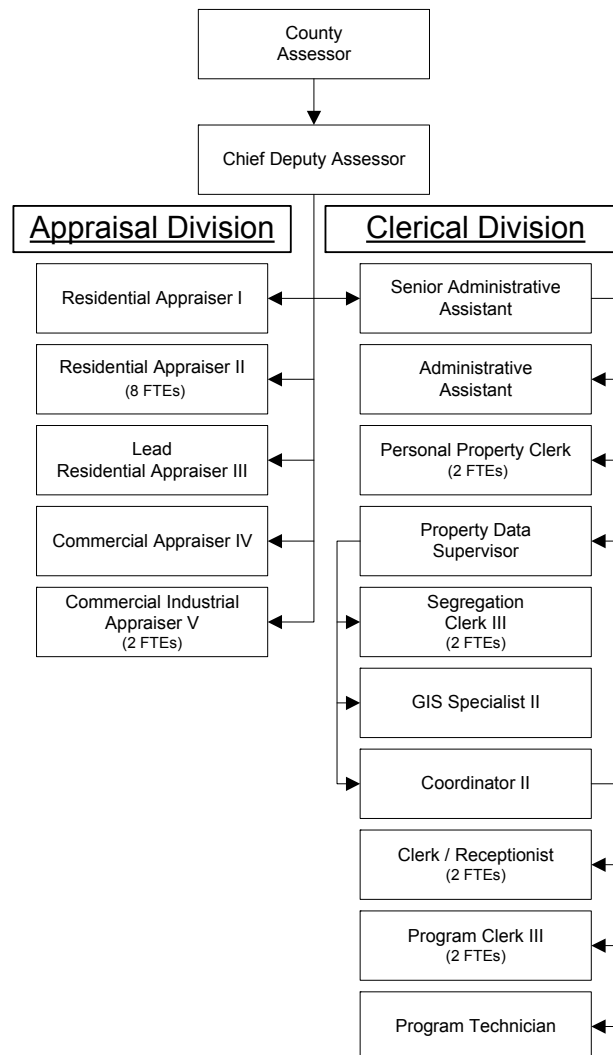 County
Assessor
Chief Deputy Assessor
Appraisal Division
Residential Appraiser I
Residential Appraiser II
(8 FTEs)
Lead
Residential Appraiser III
Commercial Appraiser IV
Commercial Industrial
Appraiser V
(2 FTEs)
Clerical Division
Senior Administrative
Assistant
Administrative
Assistant
Personal Property Clerk
(2 FTEs)
Property Data
Supervisor
Segregation
Clerk III
(2 FTEs)
GIS Specialist II
Coordinator II
Clerk / Receptionist
(2 FTEs)
Program Clerk III
(2 FTEs)
Program Technician